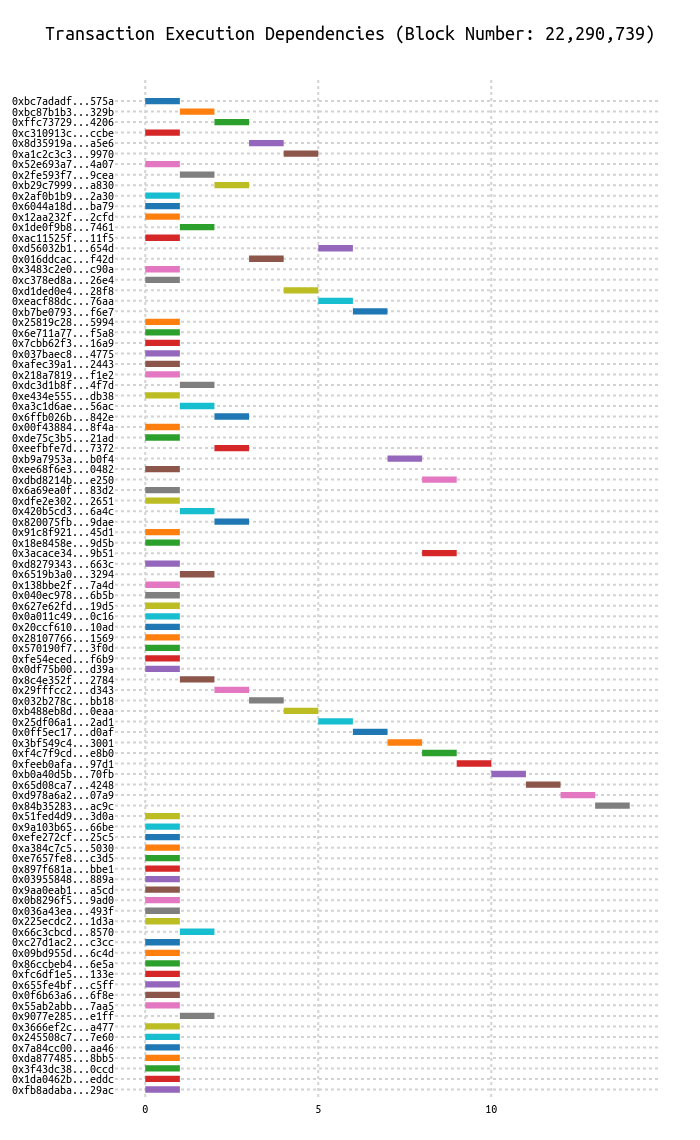 Transaction Execution Dependencies (Block Number: 22,290,739)
0xbc7adadf...575a
0xbc87b1b3...329b
0xffc73729...4206
0xc310913c...ccbe
0x8d35919a...a5e6
0xa1c2c3c3...9970
0x52e693a7...4a07
0x2fe593f7...9cea
0xb29c7999...a830
0x2af0b1b9...2a30
0x6044a18d...ba79
0x12aa232f...2cfd
0x1de0f9b8...7461
0xac11525f...11f5
0xd56032b1...654d
0x016ddcac...f42d
0x3483c2e0...c90a
0xc378ed8a...26e4
0xd1ded0e4...28f8
0xeacf88dc...76aa
0xb7be0793...f6e7
0x25819c28...5994
0x6e711a77...f5a8
0x7cbb62f3...16a9
0x037baec8...4775
0xafec39a1...2443
0x218a7819...f1e2
0xdc3d1b8f...4f7d
0xe434e555...db38
0xa3c1d6ae...56ac
0x6ffb026b...842e
0x00f43884...8f4a
0xde75c3b5...21ad
0xeefbfe7d...7372
0xb9a7953a...b0f4
0xee68f6e3...0482
0xdbd8214b...e250
0x6a69ea0f...83d2
0xdfe2e302...2651
0x420b5cd3...6a4c
0x820075fb...9dae
0x91c8f921...45d1
0x18e8458e...9d5b
0x3acace34...9b51
0xd8279343...663c
0x6519b3a0...3294
0x138bbe2f...7a4d
0x040ec978...6b5b
0x627e62fd...19d5
0x0a011c49...0c16
0x20ccf610...10ad
0x28107766...1569
0x570190f7...3f0d
0xfe54eced...f6b9
0x0df75b00...d39a
0x8c4e352f...2784
0x29fffcc2...d343
0x032b278c...bb18
0xb488eb8d...0eaa
0x25df06a1...2ad1
0x0ff5ec17...d0af
0x3bf549c4...3001
0xf4c7f9cd...e8b0
0xfeeb0afa...97d1
0xb0a40d5b...70fb
0x65d08ca7...4248
0xd978a6a2...07a9
0x84b35283...ac9c
0x51fed4d9...3d0a
0x9a103b65...66be
0xefe272cf...25c5
0xa384c7c5...5030
0xe7657fe8...c3d5
0x897f681a...bbe1
0x03955848...889a
0x9aa0eab1...a5cd
0x0b8296f5...9ad0
0x036a43ea...493f
0x225ecdc2...1d3a
0x66c3cbcd...8570
0xc27d1ac2...c3cc
0x09bd955d...6c4d
0x86ccbeb4...6e5a
0xfc6df1e5...133e
0x655fe4bf...c5ff
0x0f6b63a6...6f8e
0x55ab2abb...7aa5
0x9077e285...e1ff
0x3666ef2c...a477
0x245508c7...7e60
0x7a84cc00...aa46
0xda877485...8bb5
0x3f43dc38...0ccd
0x1da0462b...eddc
0xfb8adaba...29ac
0 5 10